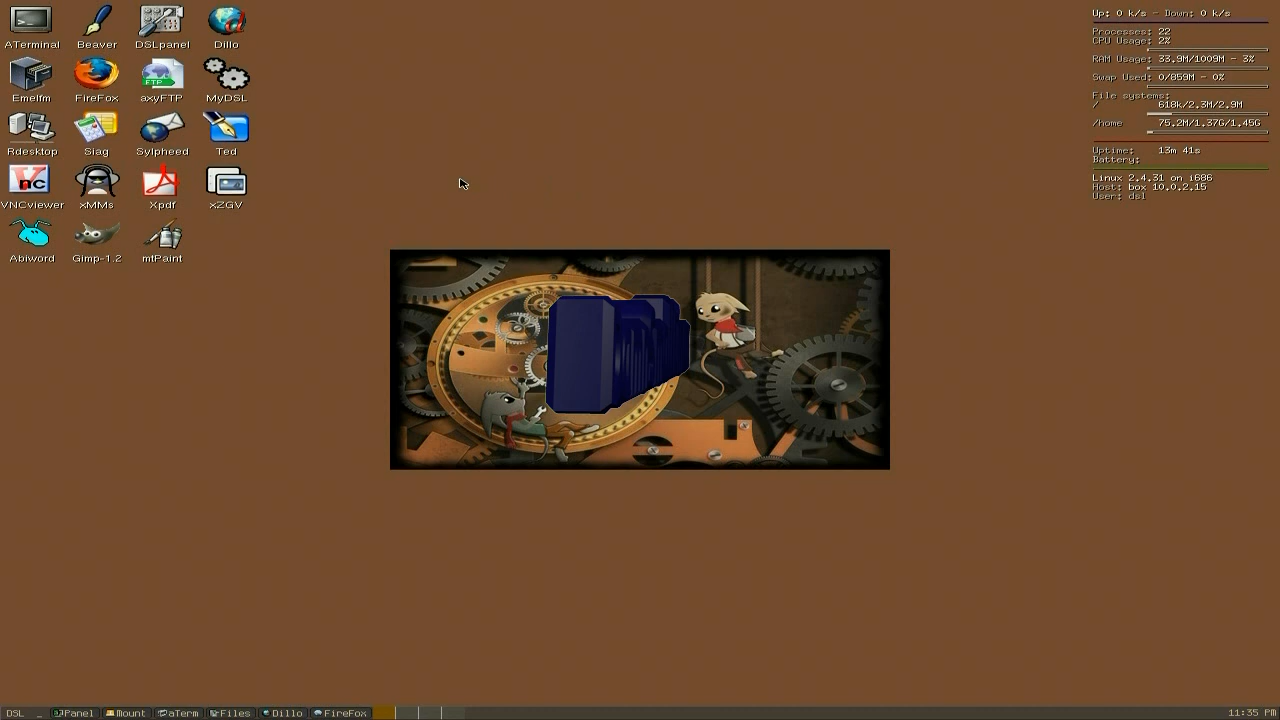 ATerminal Beaver DSLpanel Dillo
Emelfm FireFox axyFTP MyDSL
FTP
Rdesktop Siag Sylpheed Ted
VNCviewer xMMs Xpdf xZGV
Abiword Gimp-1.2 mtPaint
Up: 0 k/s - Down: 0 k/s
Processes: 22
CPU Usage: 2%
RAM Usage: 33.9M/1009M - 3%
Swap Used: 0/859M - 0%
File systems:
/ 618k/2.3M/2.9M
/home 75.2M/1.37G/1.45G
Uptime: 13m 41s
Battery:
Linux 2.4.31 on i686
Host: box 10.0.2.15
User: dsl
DSL _ Panel Mount aTerm Files Dillo FireFox 11:35 PM